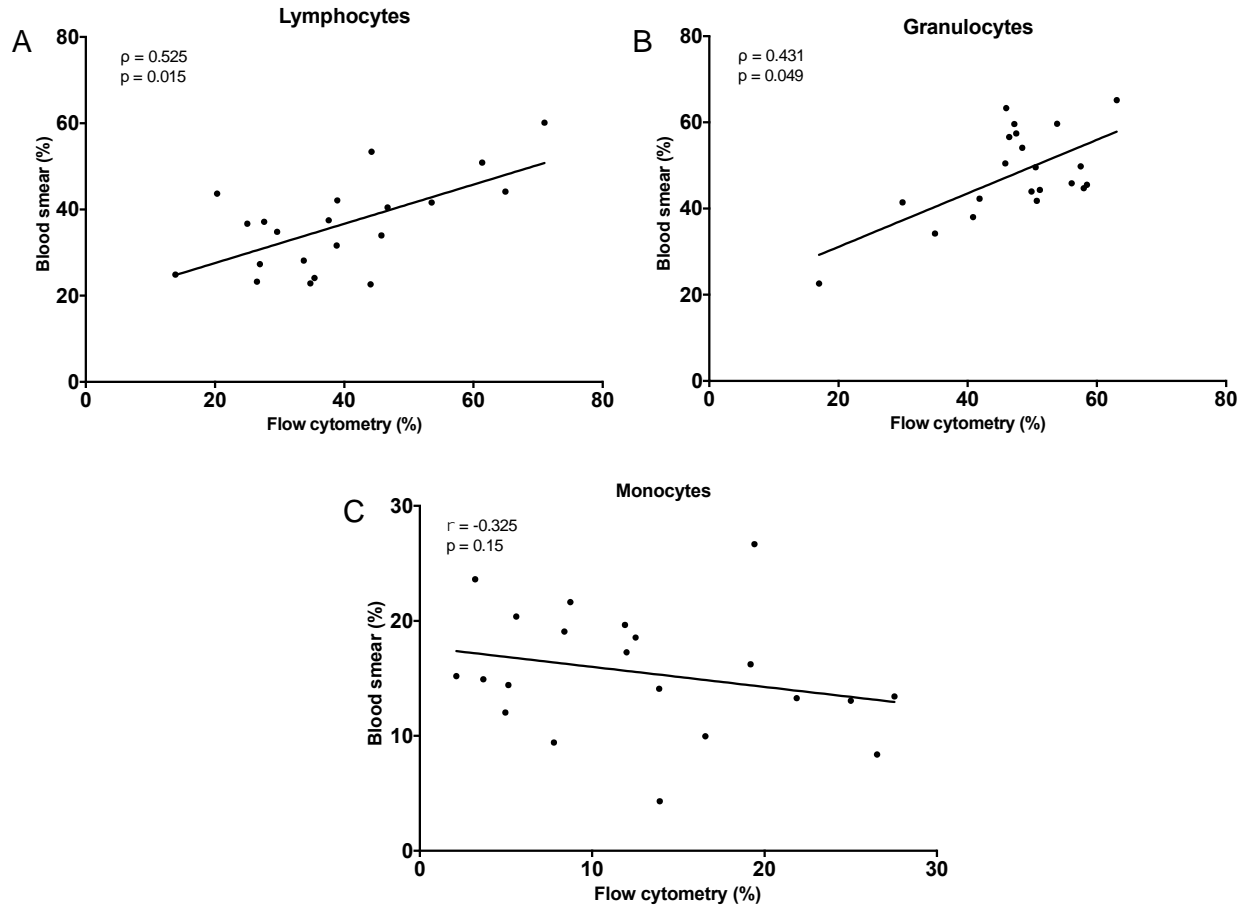 Lymphocytes
A
ρ = 0.525
p = 0.015
80
60
40
20
0
Blood smear (%)
0 20 40 60 80
Flow cytometry (%)
Granulocytes
B
ρ = 0.431
p = 0.049
80
60
40
20
0
Blood smear (%)
0 20 40 60 80
Flow cytometry (%)
Monocytes
C
r = -0.325
p = 0.15
30
20
10
0
Blood smear (%)
0 10 20 30
Flow cytometry (%)